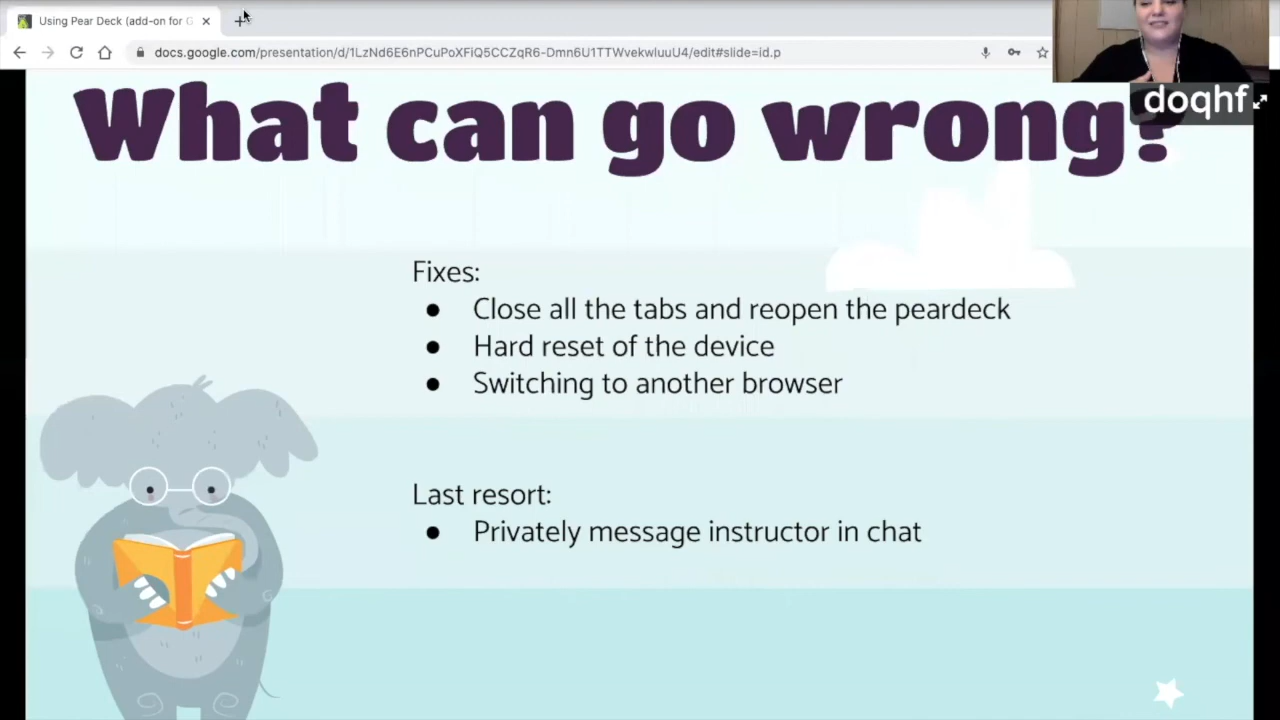 Using Pear Deck (add-on for G
docs.google.com/presentation/d/1LzNd6E6nPCuPoXFiQ5CCZqR6-Dmn6U1TTWvekwIuuU4/edit#slide=id.p
doqhf
What can go wrong?
Fixes:
● Close all the tabs and reopen the peardeck
● Hard reset of the device
● Switching to another browser
Last resort:
● Privately message instructor in chat